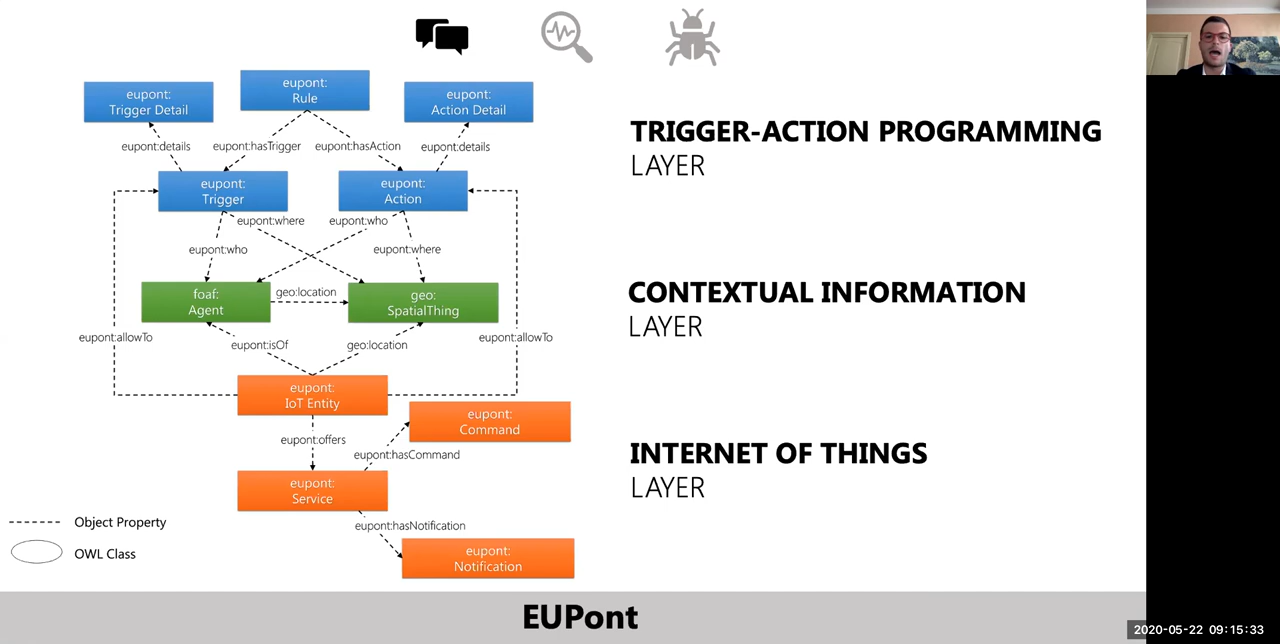 eupont:
Trigger Detail
eupont:
Rule
eupont:
Action Detail
eupont:details
eupont:hasTrigger
eupont:hasAction
eupont:details
eupont:
Trigger
eupont:
Action
eupont:where
eupont:who
eupont:who
eupont:where
foaf:
Agent
geo:location
geo:
SpatialThing
eupont:allowTo
eupont:isOf
geo:location
eupont:allowTo
eupont:
IoT Entity
eupont:
Command
eupont:offers
eupont:hasCommand
eupont:
Service
eupont:hasNotification
eupont:
Notification
Object Property
OWL Class
TRIGGER-ACTION PROGRAMMING
LAYER
CONTEXTUAL INFORMATION
LAYER
INTERNET OF THINGS
LAYER
EUPont
2020-05-22 09:15:33